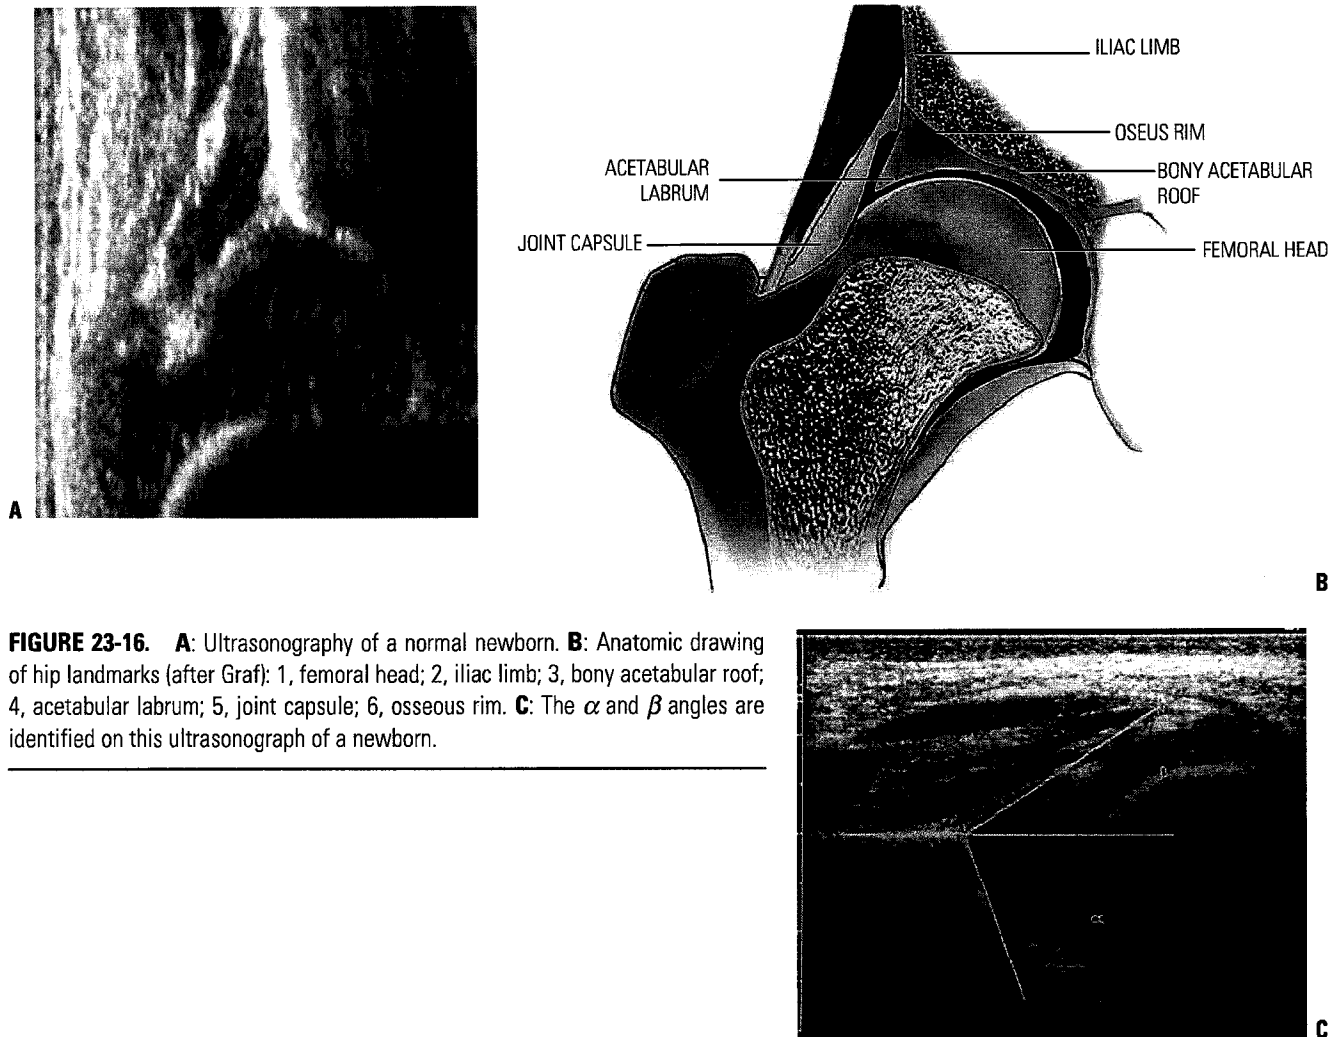 ILIAC LIMB
OSEUS RIM
ACETABULAR
LABRUM
BONY ACETABULAR
ROOF
JOINT CAPSULE
FEMORAL HEAD
A
B
FIGURE 23-16. A: Ultrasonography of a normal newborn. B: Anatomic drawing
of hip landmarks (after Graf): 1, femoral head; 2, iliac limb; 3, bony acetabular roof;
4, acetabular labrum; 5, joint capsule; 6, osseous rim. C: The α and β angles are
identified on this ultrasonograph of a newborn.
β
α
C